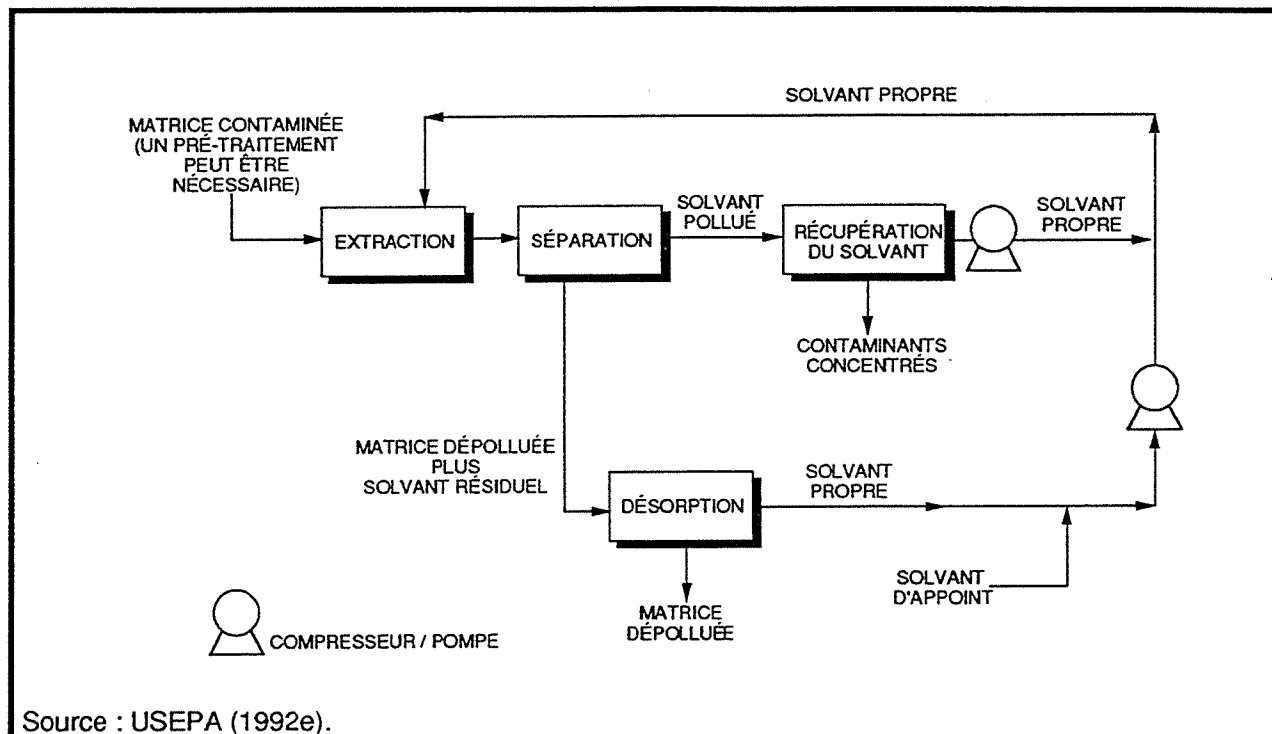 SOLVANT PROPRE
MATRICE CONTAMINÉE
(UN PRÉ-TRAITEMENT
PEUT ÊTRE
NÉCESSAIRE)
EXTRACTION
SÉPARATION
SOLVANT
POLLUÉ
RÉCUPÉRATION
DU SOLVANT
SOLVANT
PROPRE
CONTAMINANTS
CONCENTRÉS
MATRICE DÉPOLLUÉE
PLUS
SOLVANT RÉSIDUEL
DÉSORPTION
SOLVANT
PROPRE
SOLVANT
D'APPOINT
MATRICE
DÉPOLLUÉE
COMPRESSEUR / POMPE
Source : USEPA (1992e).